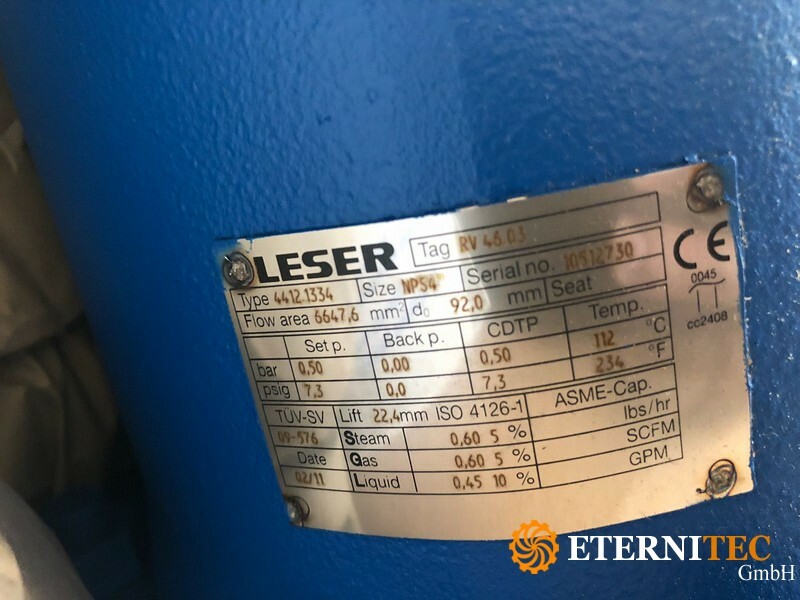 LESER Tag RV 46.03
Type 4412.1334 Size NPS4" Serial no. 10512730
Flow area 6647,6 mm² d₀ 92,0 mm Seat
CE
0045
cc2408
Set p. Back p. CDTP Temp.
bar 0,50 0,00 0,50 112 °C
psig 7,3 0,0 7,3 234 °F
TÜV-SV Lift 22,4mm ISO 4126-1 ASME-Cap.
09-576 Steam 0,60 5 % lbs/hr
Date Gas 0,60 5 % SCFM
02/11 Liquid 0,45 10 % GPM
ETERNITEC
GmbH